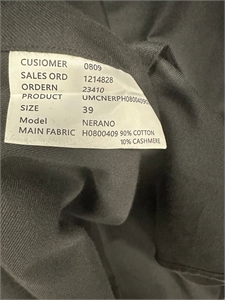 CUSIOMER 0809
SALES ORD 1214828
ORDERN 23410
PRODUCT UMCNERPH0800409C
SIZE 39
Model NERANO
MAIN FABRIC H0800409 90% COTTON
10% CASHMERE